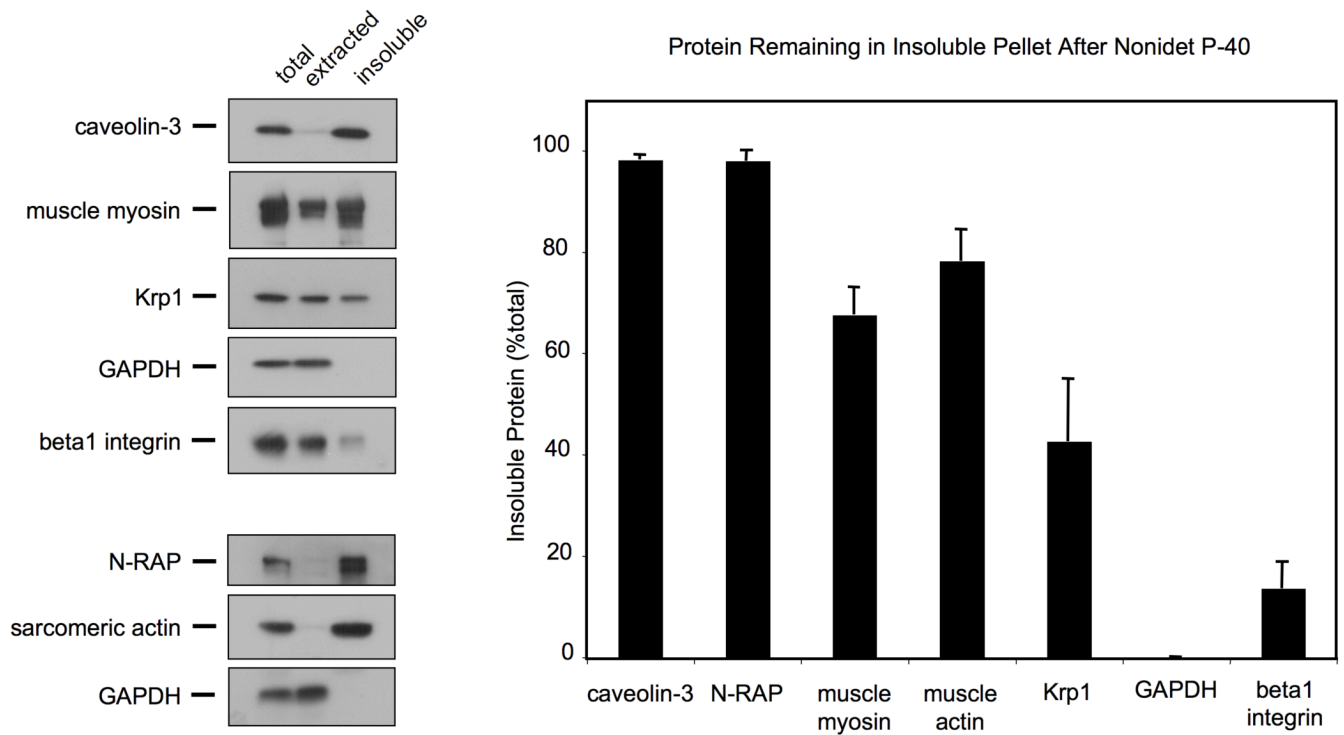 total
extracted
insoluble
caveolin-3
muscle myosin
Krp1
GAPDH
beta1 integrin
N-RAP
sarcomeric actin
GAPDH
Protein Remaining in Insoluble Pellet After Nonidet P-40
Insoluble Protein (%total)
100
80
60
40
20
0
caveolin-3
N-RAP
muscle
myosin
muscle
actin
Krp1
GAPDH
beta1
integrin